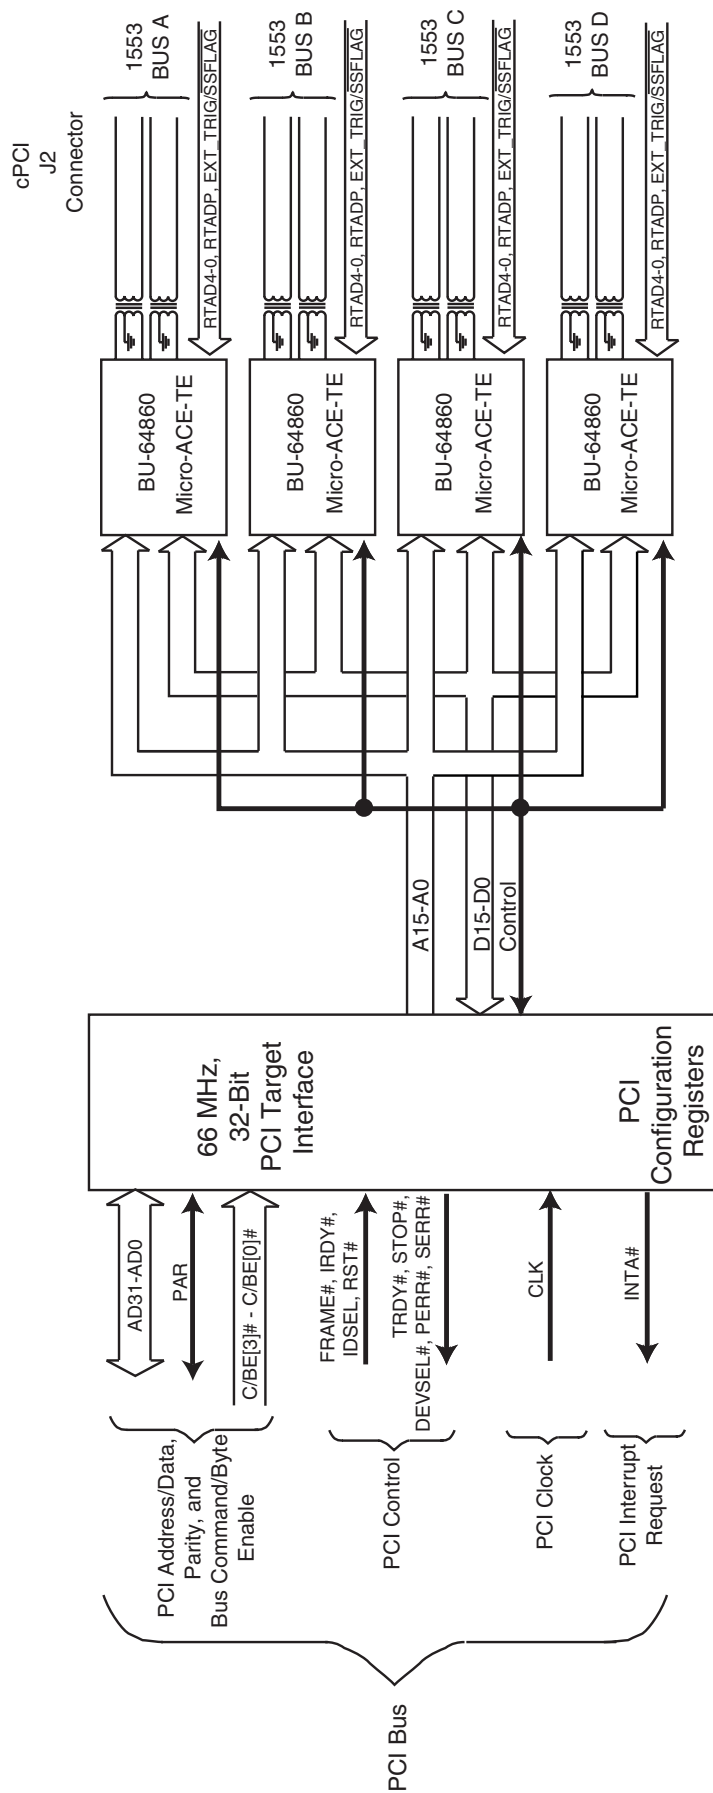 cPCI
J2
Connector
1553
BUS A
1553
BUS B
1553
BUS C
1553
BUS D
RTAD4-0, RTADP, EXT_TRIG/SSFLAG
RTAD4-0, RTADP, EXT_TRIG/SSFLAG
RTAD4-0, RTADP, EXT_TRIG/SSFLAG
RTAD4-0, RTADP, EXT_TRIG/SSFLAG
BU-64860
Micro-ACE-TE
BU-64860
Micro-ACE-TE
BU-64860
Micro-ACE-TE
BU-64860
Micro-ACE-TE
A15-A0
D15-D0
Control
66 MHz,
32-Bit
PCI Target
Interface
PCI
Configuration
Registers
AD31-AD0
PAR
C/BE[3]# - C/BE[0]#
FRAME#, IRDY#,
IDSEL, RST#
TRDY#, STOP#,
DEVSEL#, PERR#, SERR#
CLK
INTA#
PCI Address/Data,
Parity, and
Bus Command/Byte
Enable
PCI Control
PCI Clock
PCI Interrupt
Request
PCI Bus